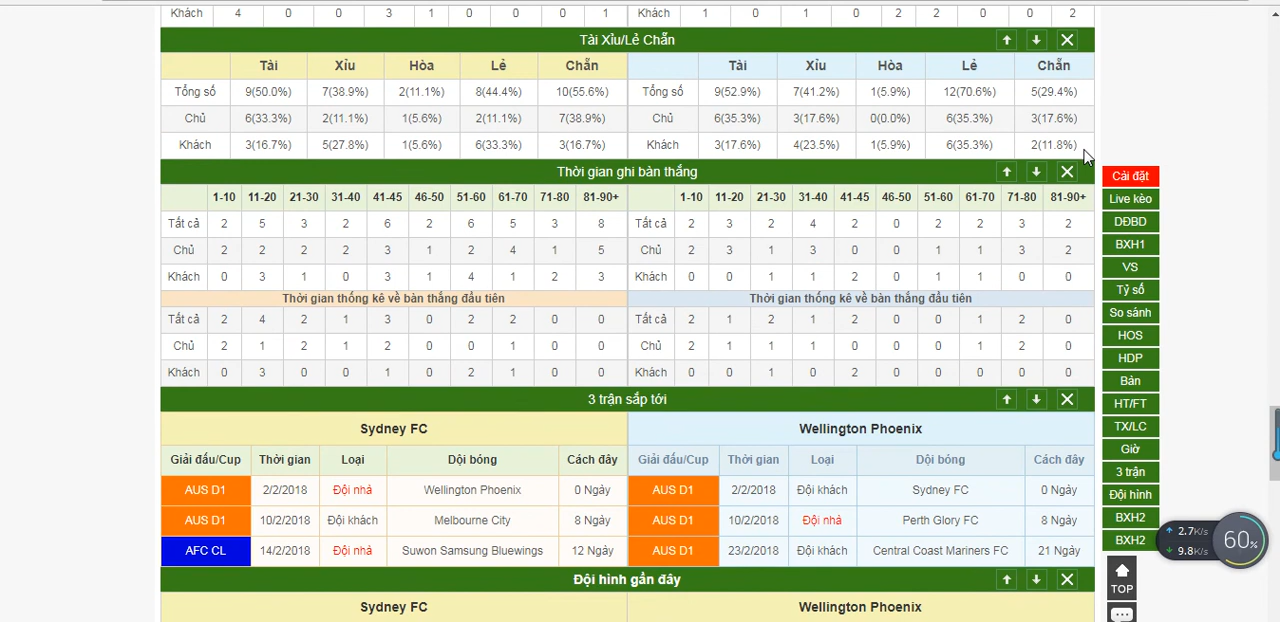 Khách 4 0 0 3 1 0 0 0 1 Khách 1 0 1 0 2 2 0 0 2
Tài Xỉu/Lẻ Chẵn
Tài Xỉu Hòa Lẻ Chẵn Tài Xỉu Hòa Lẻ Chẵn
Tổng số 9(50.0%) 7(38.9%) 2(11.1%) 8(44.4%) 10(55.6%) Tổng số 9(52.9%) 7(41.2%) 1(5.9%) 12(70.6%) 5(29.4%)
Chủ 6(33.3%) 2(11.1%) 1(5.6%) 2(11.1%) 7(38.9%) Chủ 6(35.3%) 3(17.6%) 0(0.0%) 6(35.3%) 3(17.6%)
Khách 3(16.7%) 5(27.8%) 1(5.6%) 6(33.3%) 3(16.7%) Khách 3(17.6%) 4(23.5%) 1(5.9%) 6(35.3%) 2(11.8%)
Thời gian ghi bàn thắng
1-10 11-20 21-30 31-40 41-45 46-50 51-60 61-70 71-80 81-90+ 1-10 11-20 21-30 31-40 41-45 46-50 51-60 61-70 71-80 81-90+
Tất cả 2 5 3 2 6 2 6 5 3 8 Tất cả 2 3 2 4 2 0 2 2 3 2
Chủ 2 2 2 2 3 1 2 4 1 5 Chủ 2 3 1 3 0 0 1 1 3 2
Khách 0 3 1 0 3 1 4 1 2 3 Khách 0 0 1 1 2 0 1 1 0 0
Thời gian thống kê về bàn thắng đầu tiên Thời gian thống kê về bàn thắng đầu tiên
Tất cả 2 4 2 1 3 0 2 2 0 0 Tất cả 2 1 2 1 2 0 0 1 2 0
Chủ 2 1 2 1 2 0 0 1 0 0 Chủ 2 1 1 1 0 0 0 1 2 0
Khách 0 3 0 0 1 0 2 1 0 0 Khách 0 0 1 0 2 0 0 0 0 0
3 trận sắp tới
Sydney FC Wellington Phoenix
Giải đấu/Cup Thời gian Loại Dội bóng Cách đây Giải đấu/Cup Thời gian Loại Dội bóng Cách đây
AUS D1 2/2/2018 Đội nhà Wellington Phoenix 0 Ngày AUS D1 2/2/2018 Đội khách Sydney FC 0 Ngày
AUS D1 10/2/2018 Đội khách Melbourne City 8 Ngày AUS D1 10/2/2018 Đội nhà Perth Glory FC 8 Ngày
AFC CL 14/2/2018 Đội nhà Suwon Samsung Bluewings 12 Ngày AUS D1 23/2/2018 Đội khách Central Coast Mariners FC 21 Ngày
Đội hình gần đây
Sydney FC Wellington Phoenix
Cài đặt
Live kèo
DĐBD
BXH1
VS
Tỷ số
So sánh
HOS
HDP
Bàn
HT/FT
TX/LC
Giờ
3 trận
Đội hình
BXH2
BXH2
2.7K/s
9.8K/s
60%
TOP